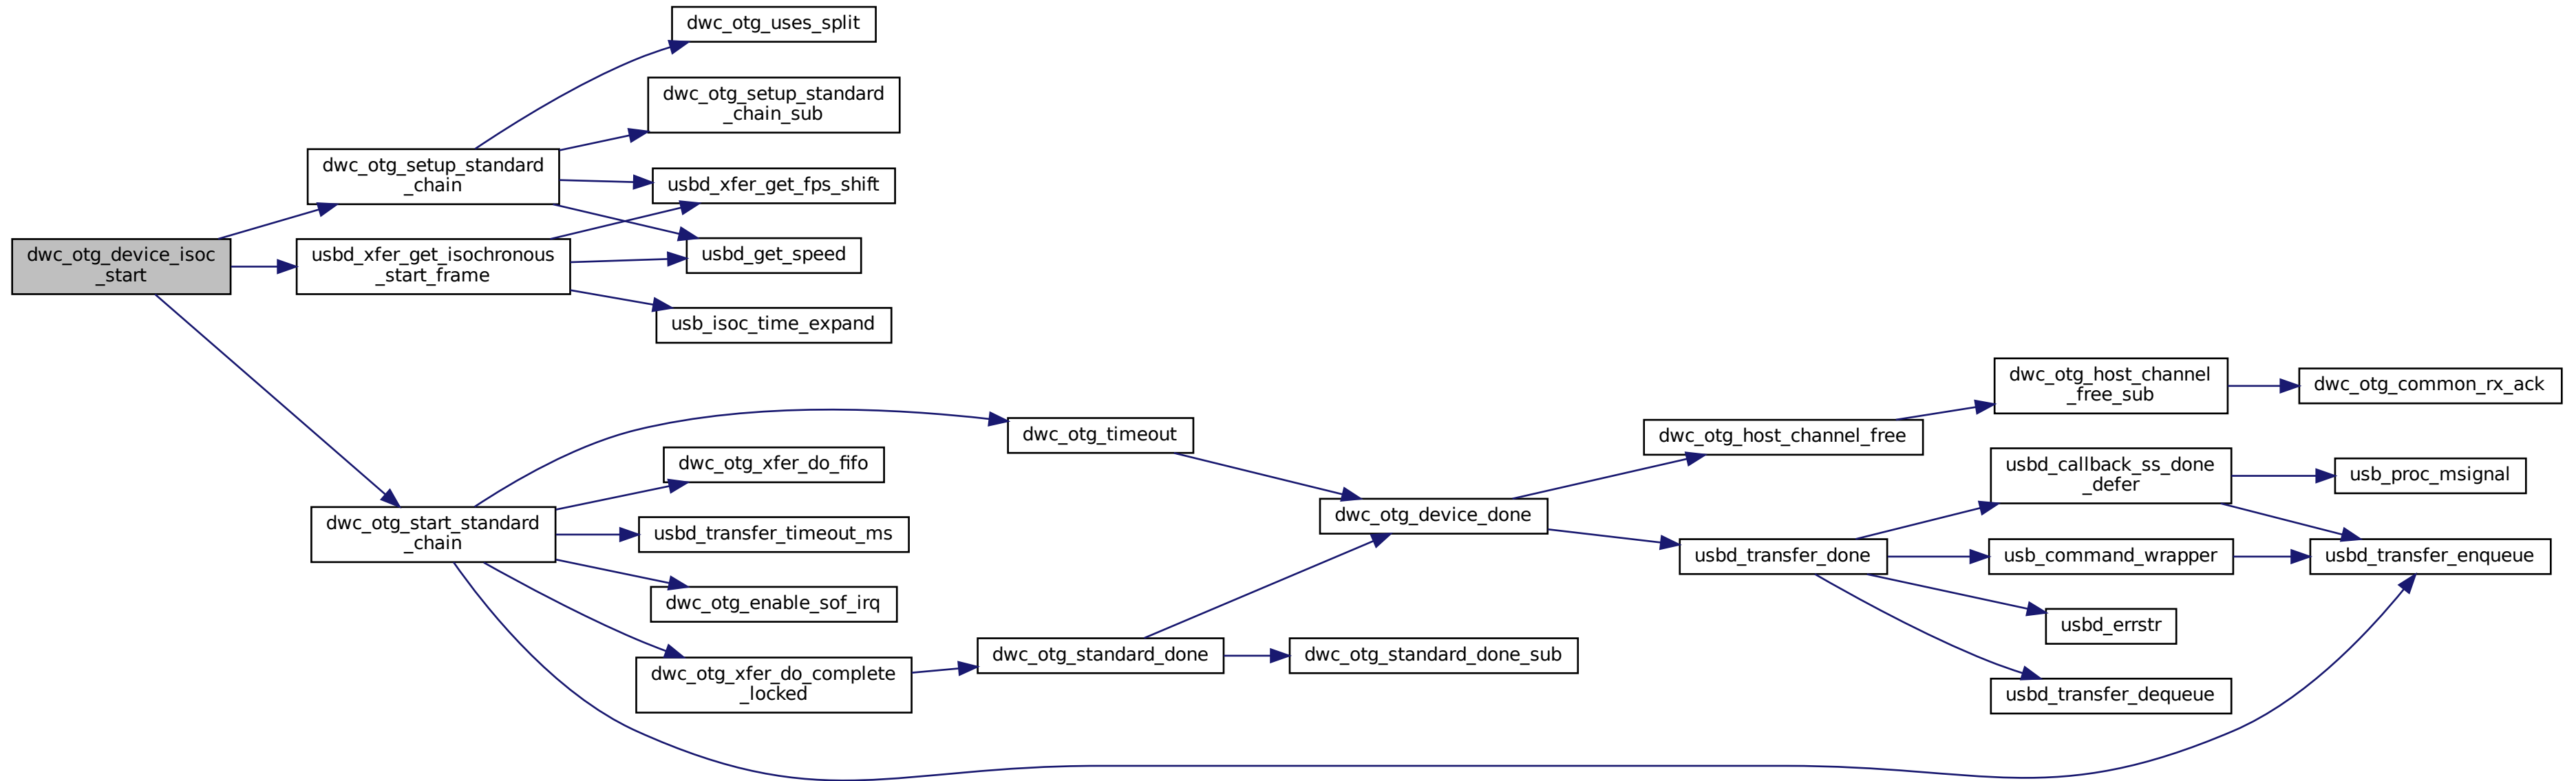 dwc_otg_device_isoc
_start
dwc_otg_setup_standard
_chain
usbd_xfer_get_isochronous
_start_frame
dwc_otg_start_standard
_chain
dwc_otg_uses_split
dwc_otg_setup_standard
_chain_sub
usbd_xfer_get_fps_shift
usbd_get_speed
usb_isoc_time_expand
dwc_otg_timeout
dwc_otg_xfer_do_fifo
usbd_transfer_timeout_ms
dwc_otg_enable_sof_irq
dwc_otg_xfer_do_complete
_locked
dwc_otg_standard_done
dwc_otg_standard_done_sub
dwc_otg_device_done
dwc_otg_host_channel_free
usbd_transfer_done
dwc_otg_host_channel
_free_sub
dwc_otg_common_rx_ack
usbd_callback_ss_done
_defer
usb_proc_msignal
usb_command_wrapper
usbd_transfer_enqueue
usbd_errstr
usbd_transfer_dequeue